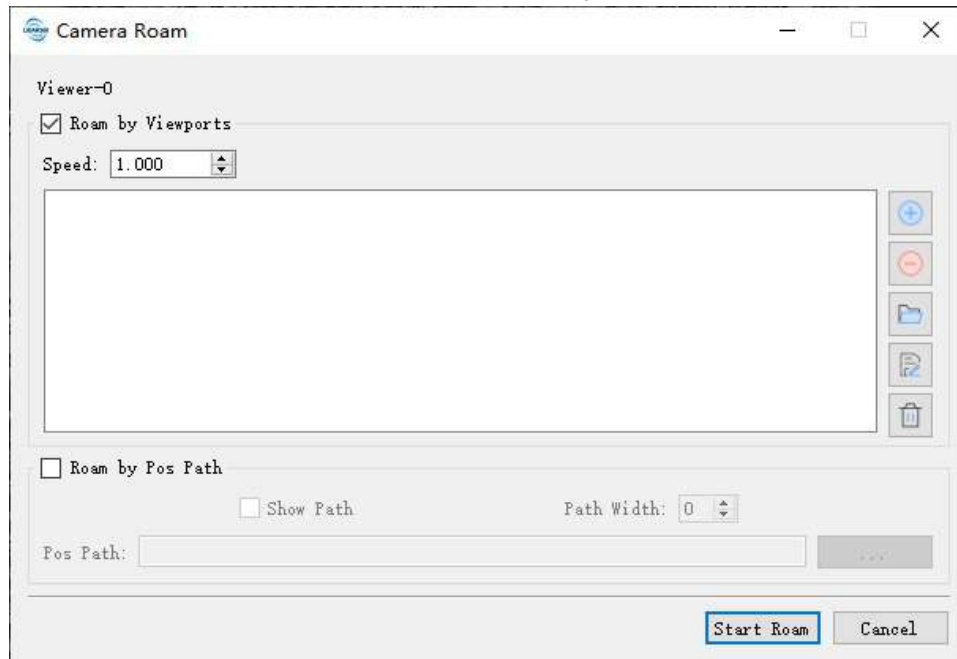 Camera Roam
Viewer-0
Roam by Viewports
Speed: 1.000
Roam by Pos Path
Show Path Path Width: 0
Pos Path: ...
Start Roam Cancel